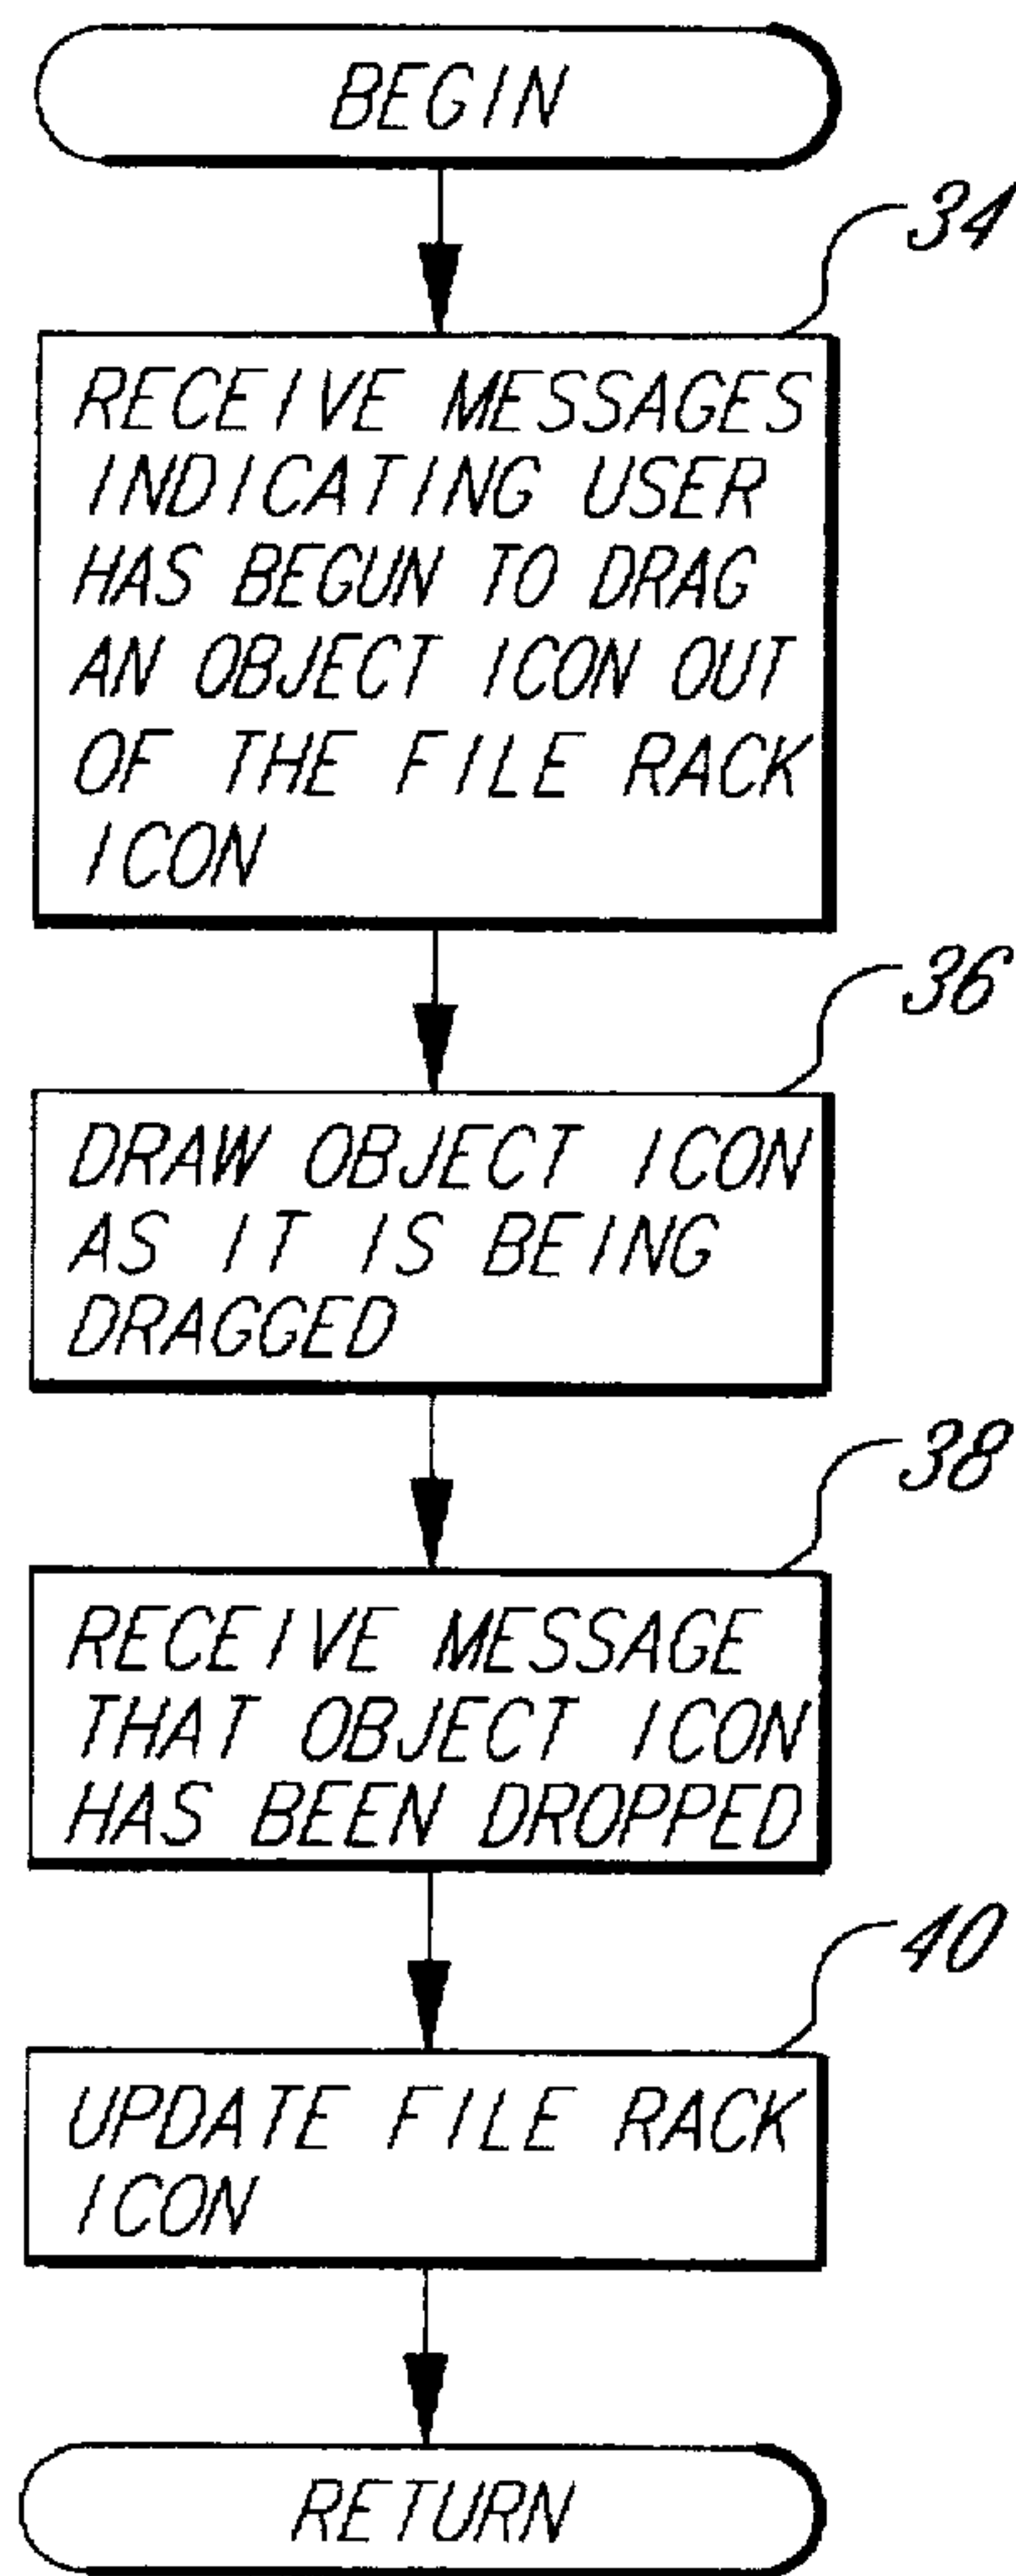 BEGIN
34
RECEIVE MESSAGES
INDICATING USER
HAS BEGUN TO DRAG
AN OBJECT ICON OUT
OF THE FILE RACK
ICON
36
DRAW OBJECT ICON
AS IT IS BEING
DRAGGED
38
RECEIVE MESSAGE
THAT OBJECT ICON
HAS BEEN DROPPED
40
UPDATE FILE RACK
ICON
RETURN